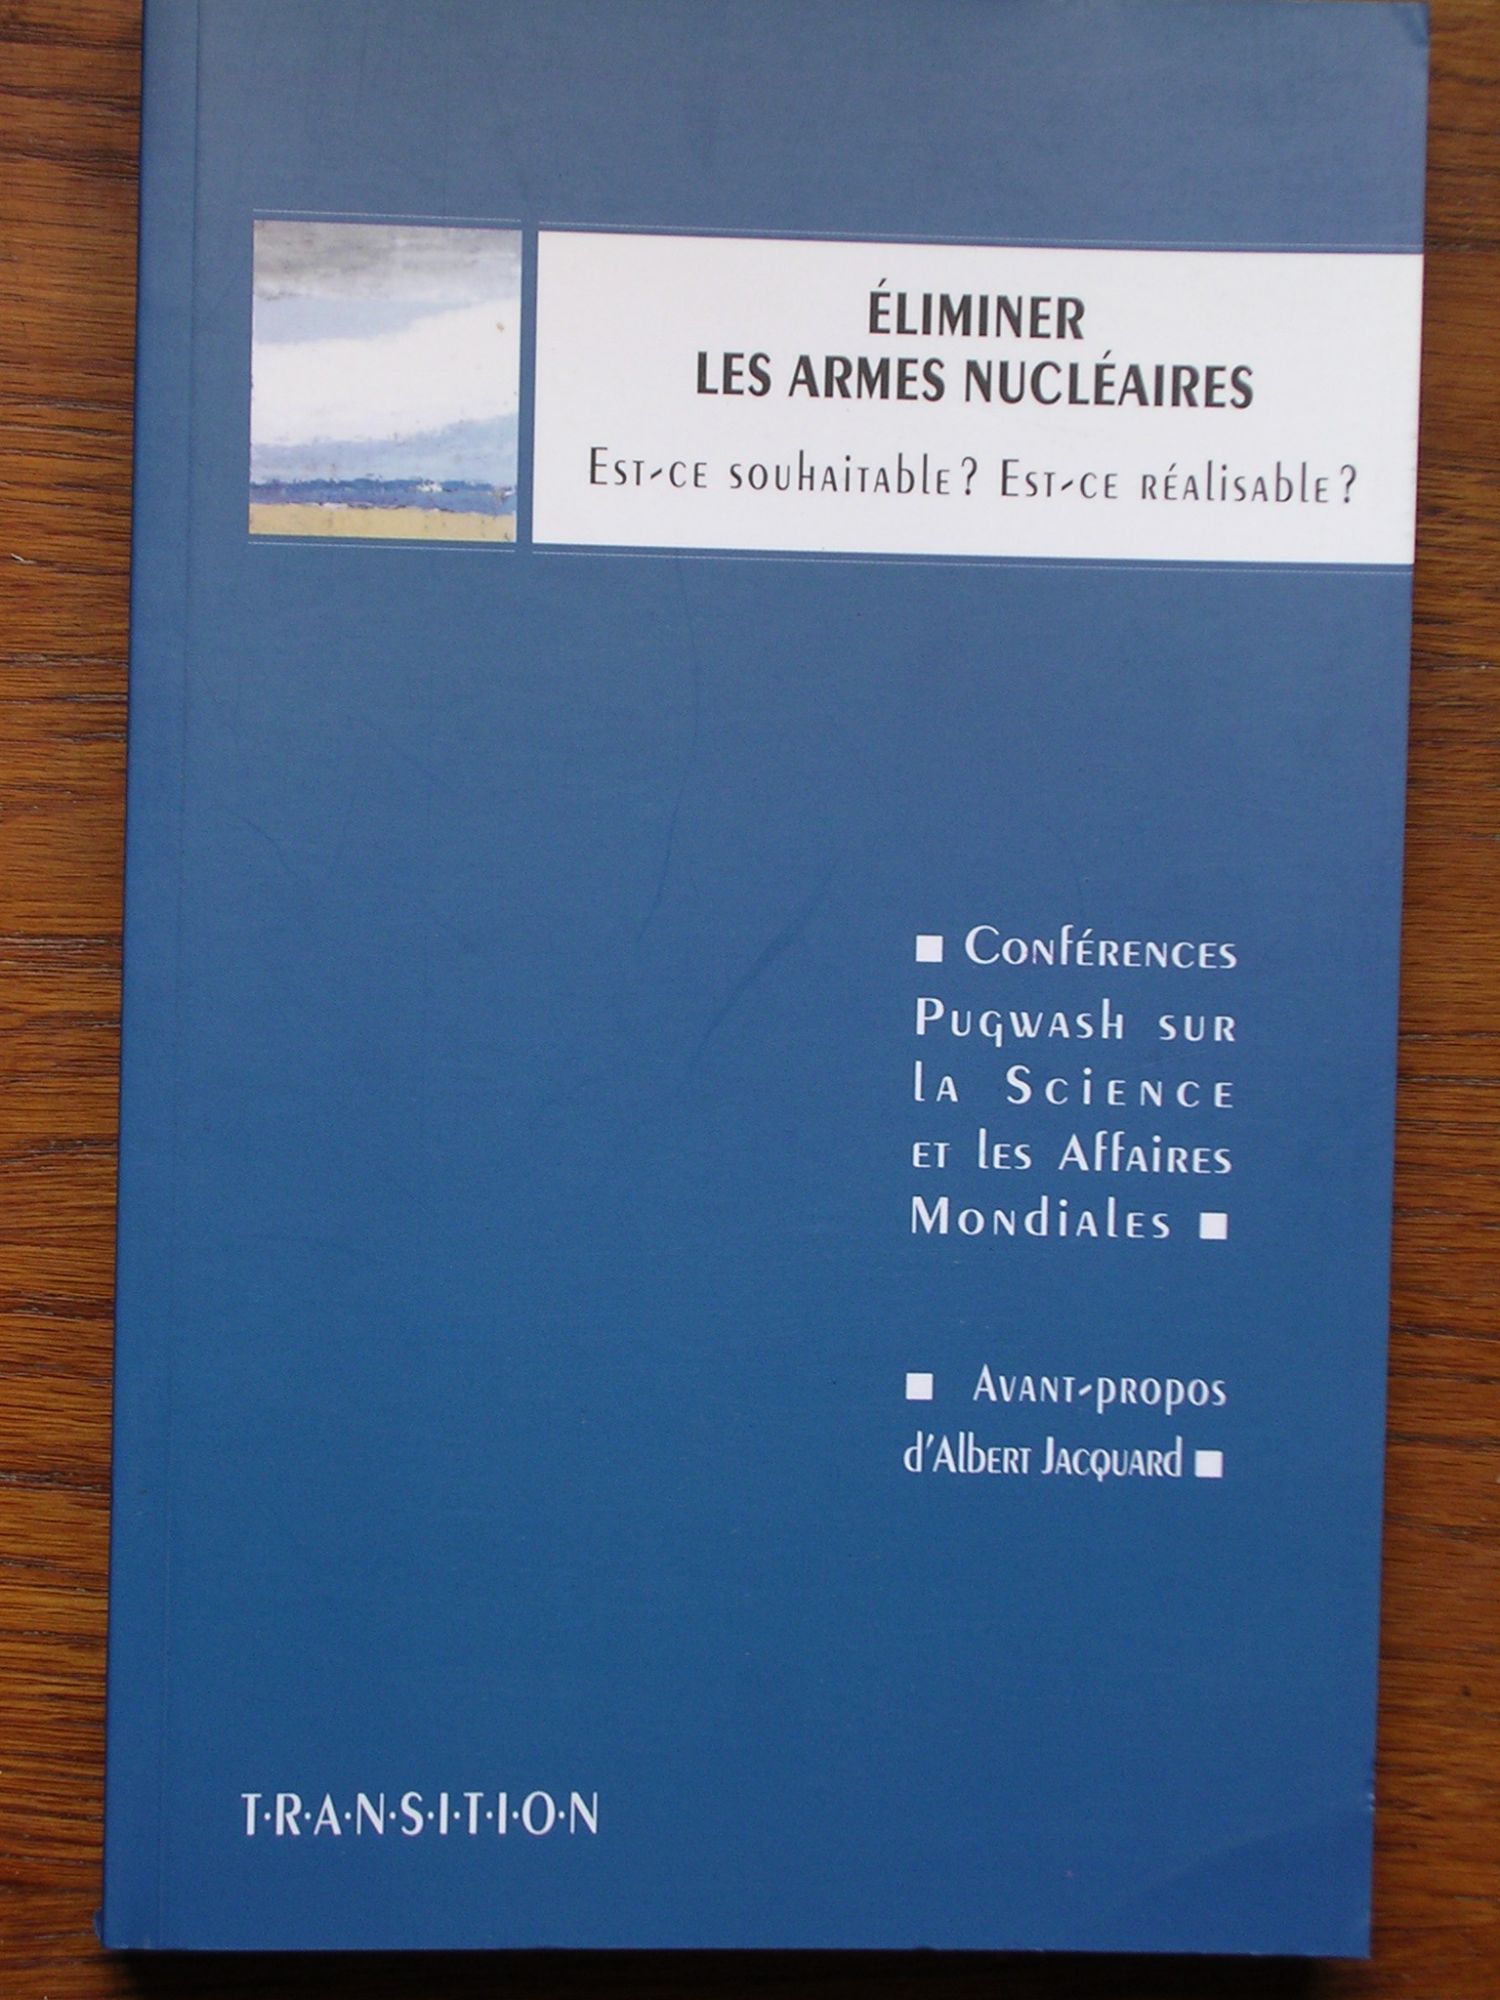 ÉLIMINER
LES ARMES NUCLÉAIRES
Est-ce souhaitable ? Est-ce réalisable ?
■ Conférences
Pugwash sur
la Science
et les Affaires
Mondiales ■
■ Avant-propos
d'Albert Jacquard ■
T·R·A·N·S·I·T·I·O·N